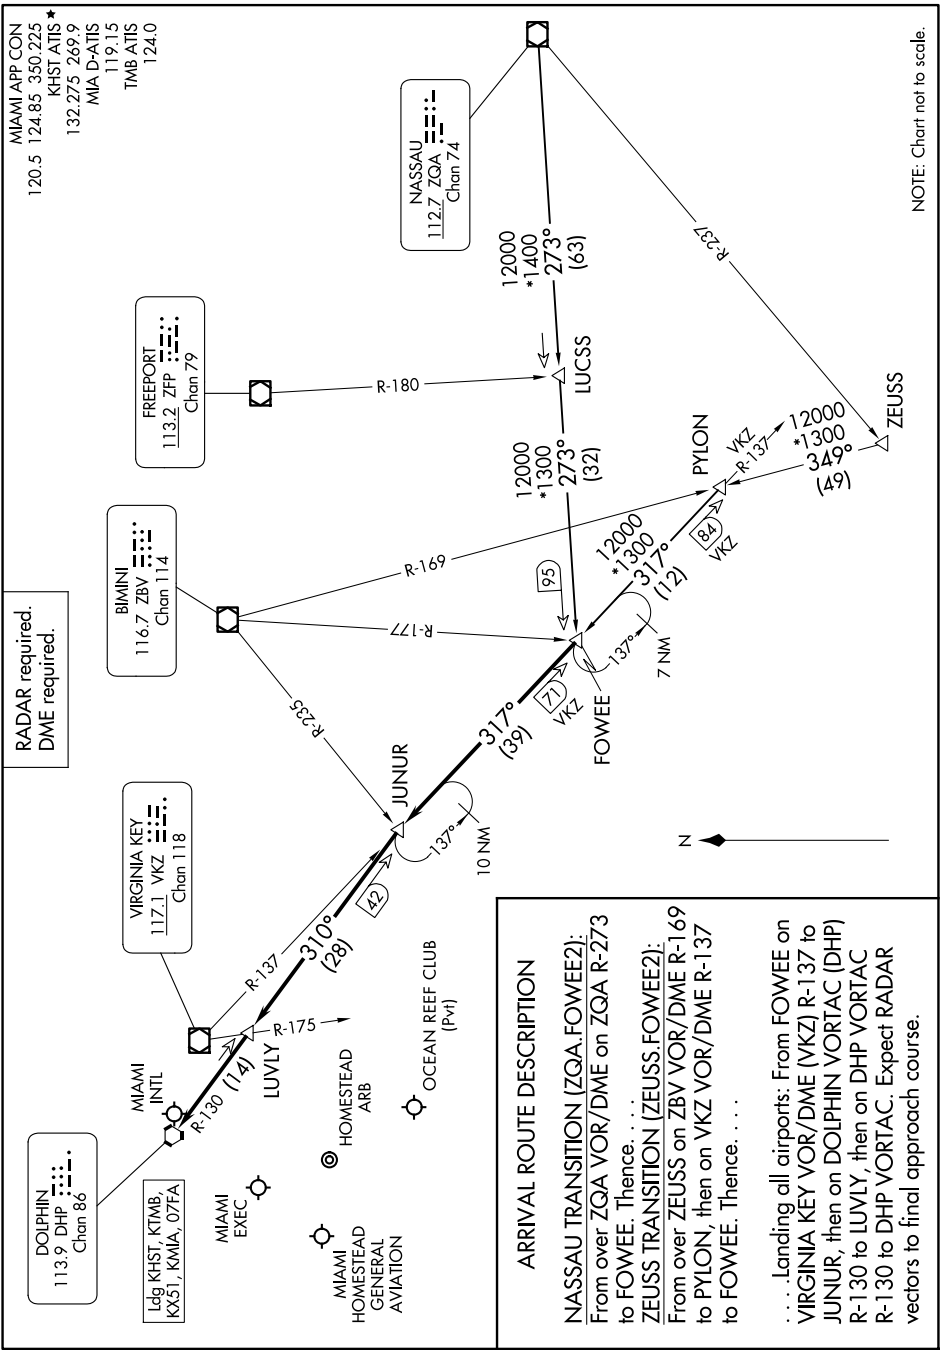 MIAMI APP CON
120.5 124.85 350.225
KHST ATIS★
132.275 269.9
MIA D-ATIS
119.15
TMB ATIS
124.0
RADAR required.
DME required.
DOLPHIN
113.9 DHP
Chan 86
VIRGINIA KEY
117.1 VKZ
Chan 118
BIMINI
116.7 ZBV
Chan 114
FREEPORT
113.2 ZFP
Chan 79
NASSAU
112.7 ZQA
Chan 74
Ldg KHST, KTMB,
KX51, KMIA, 07FA
MIAMI
INTL
MIAMI
EXEC
MIAMI
HOMESTEAD
GENERAL
AVIATION
HOMESTEAD
ARB
OCEAN REEF CLUB
(Pvt)
R-130
(14)
LUVLY
R-175
R-137
310°
(28)
42
JUNUR
137°
10 NM
R-235
317°
(39)
71
VKZ
FOWEE
137°
7 NM
R-177
R-169
95
12000
*1300
317°
(12)
84
VKZ
PYLON
VKZ
R-137
12000
*1300
349°
(49)
ZEUSS
R-237
12000
*1300
273°
(32)
LUCSS
R-180
12000
*1400
273°
(63)
N
NOTE: Chart not to scale.
ARRIVAL ROUTE DESCRIPTION
NASSAU TRANSITION (ZQA.FOWEE2):
From over ZQA VOR/DME on ZQA R-273
to FOWEE. Thence. . . .
ZEUSS TRANSITION (ZEUSS.FOWEE2):
From over ZEUSS on ZBV VOR/DME R-169
to PYLON, then on VKZ VOR/DME R-137
to FOWEE. Thence. . . .
. . . .Landing all airports: From FOWEE on
VIRGINIA KEY VOR/DME (VKZ) R-137 to
JUNUR, then on DOLPHIN VORTAC (DHP)
R-130 to LUVLY, then on DHP VORTAC
R-130 to DHP VORTAC. Expect RADAR
vectors to final approach course.